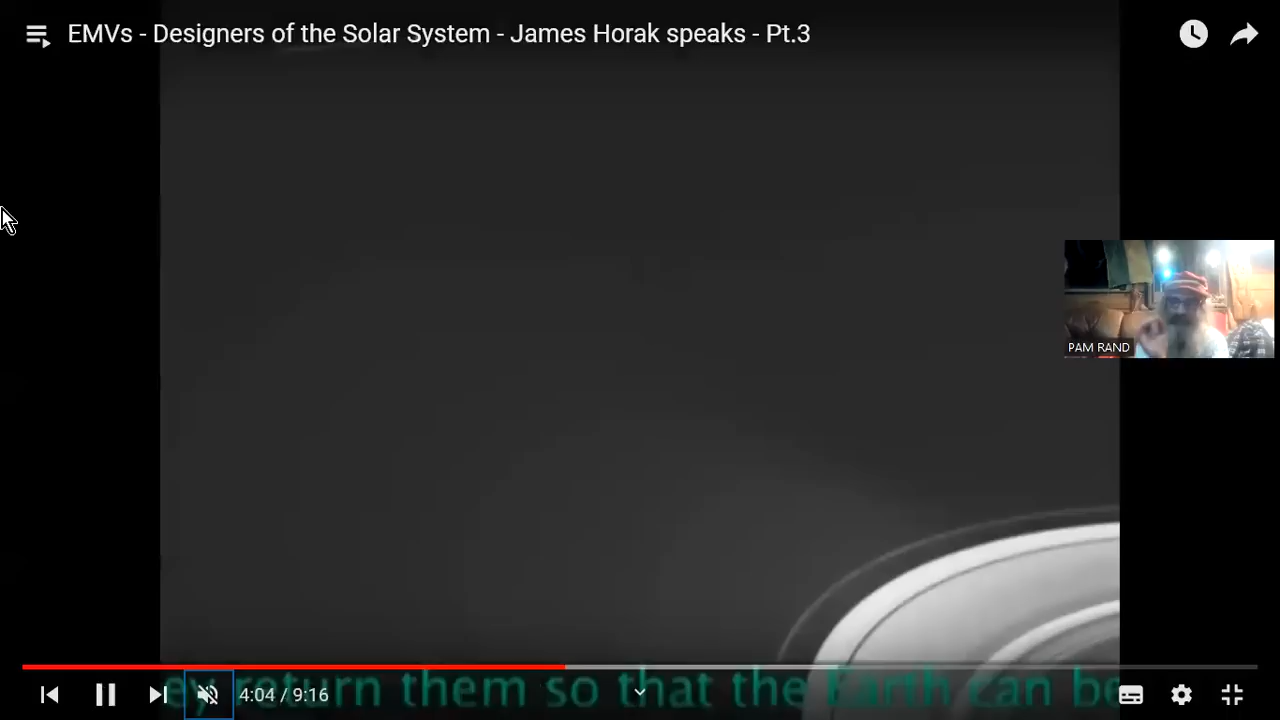 EMVs - Designers of the Solar System - James Horak speaks - Pt.3
PAM RAND
ey return them so that the Earth can be
4:04 / 9:16